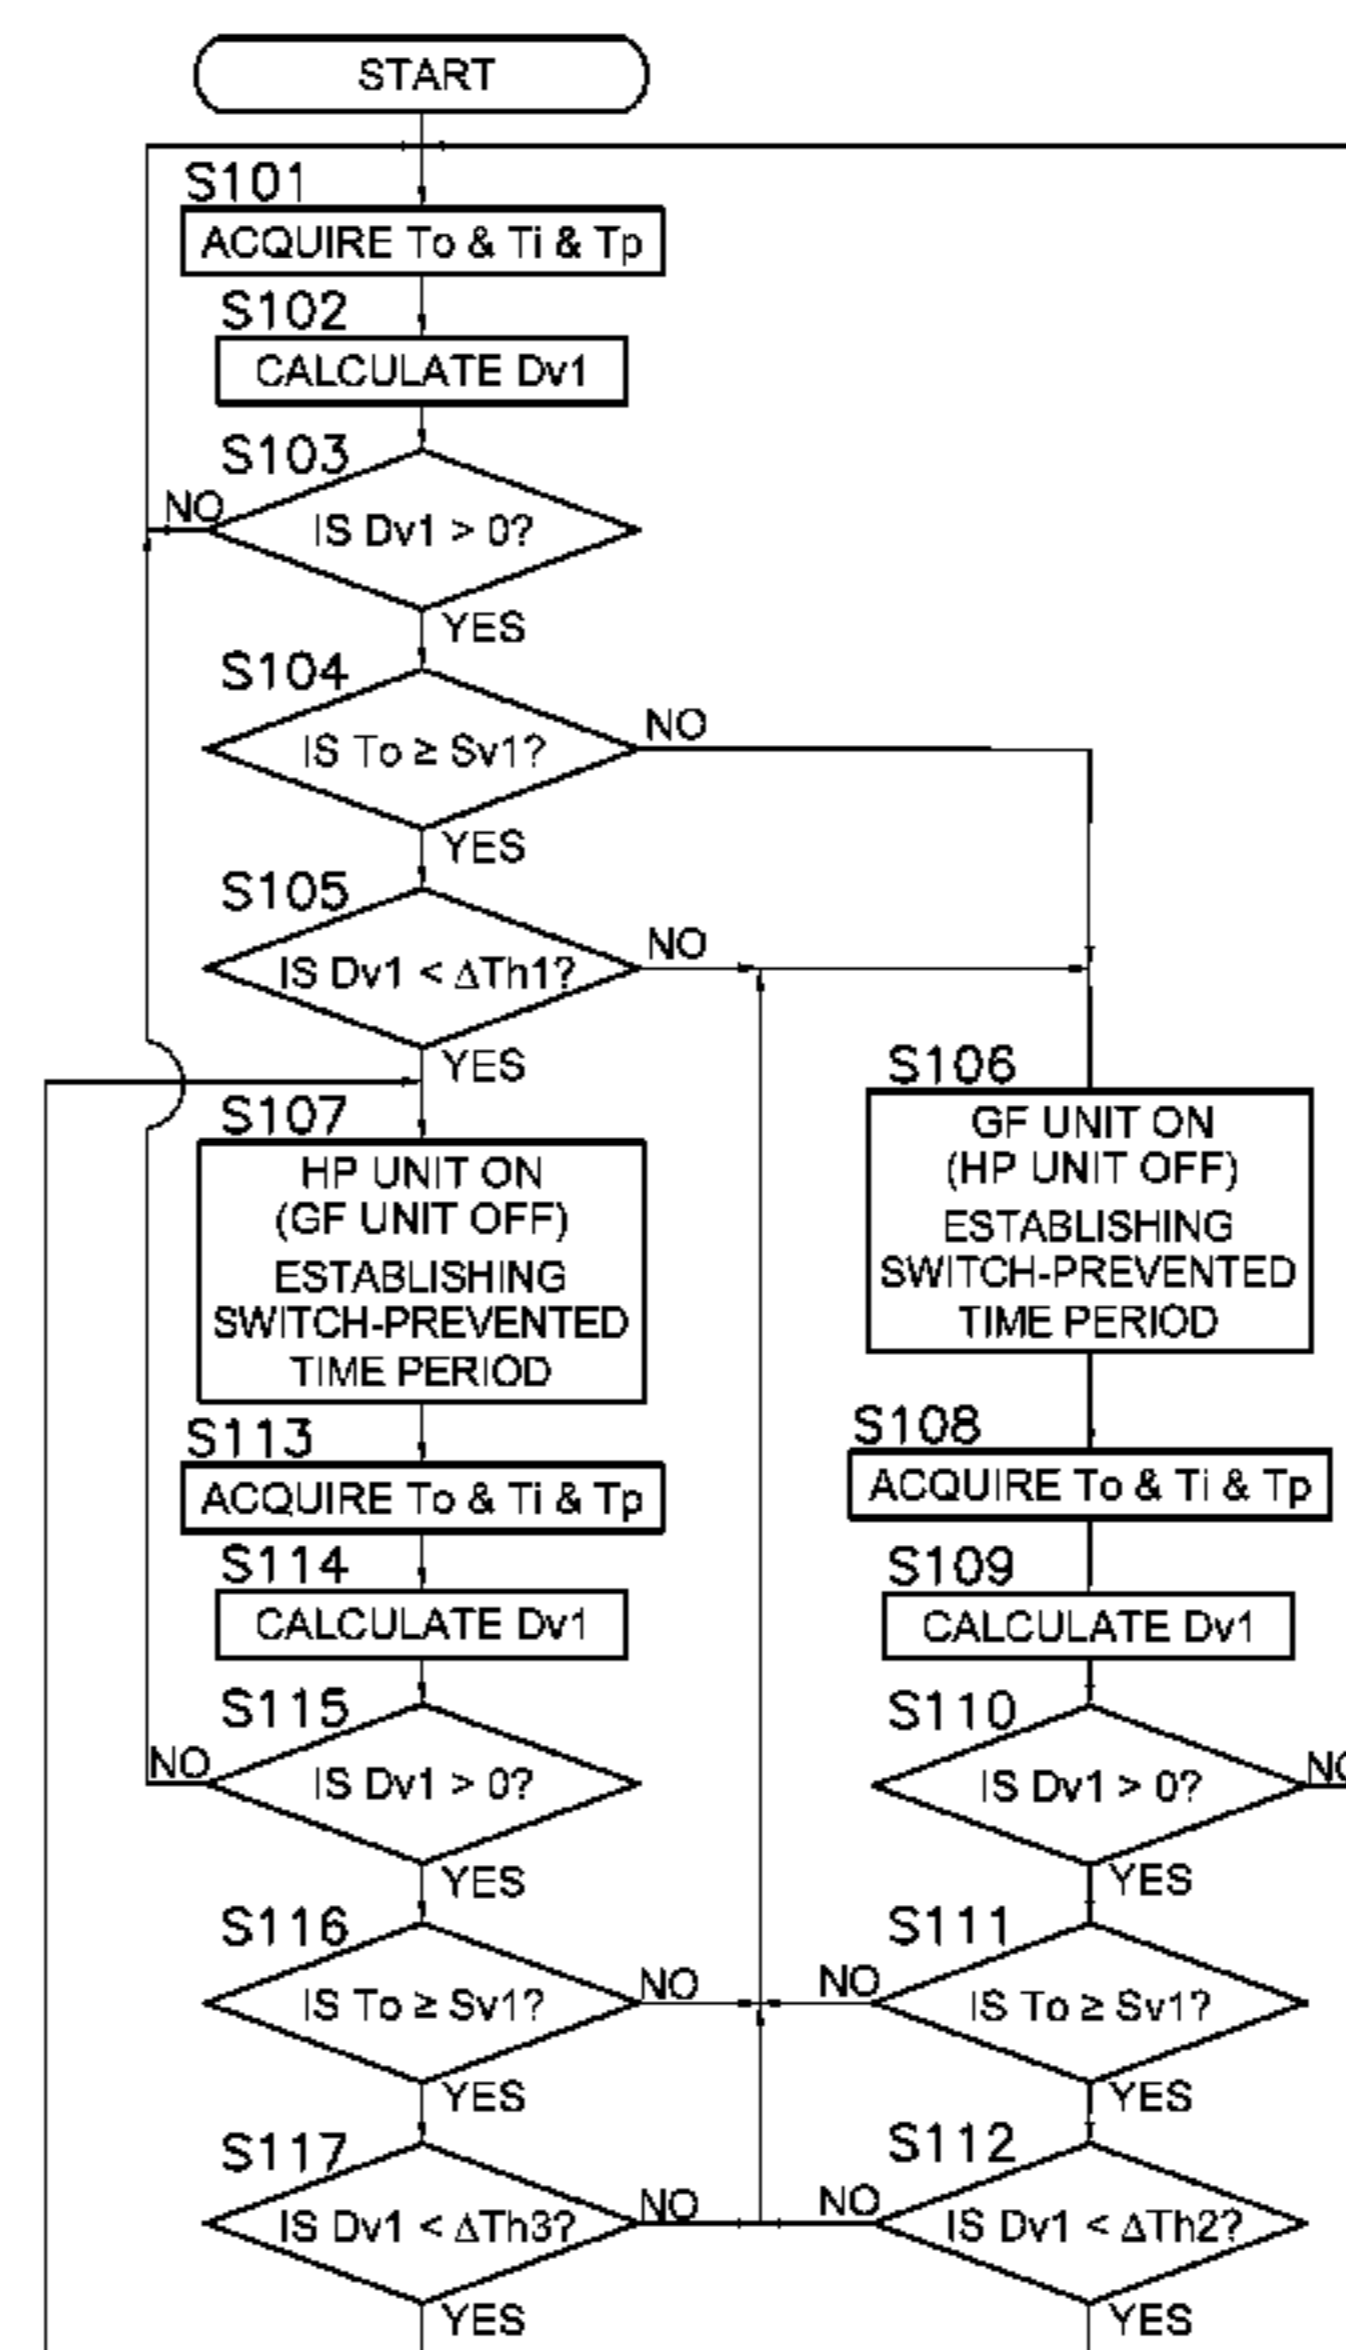 START
S101
ACQUIRE To & Ti & Tp
S102
CALCULATE Dv1
S103
NO
IS Dv1 > 0?
YES
S104
NO
IS To ≥ Sv1?
YES
S105
NO
IS Dv1 < ΔTh1?
YES
S107
HP UNIT ON
(GF UNIT OFF)
ESTABLISHING
SWITCH-PREVENTED
TIME PERIOD
S106
GF UNIT ON
(HP UNIT OFF)
ESTABLISHING
SWITCH-PREVENTED
TIME PERIOD
S113
ACQUIRE To & Ti & Tp
S108
ACQUIRE To & Ti & Tp
S114
CALCULATE Dv1
S109
CALCULATE Dv1
S115
NO
IS Dv1 > 0?
YES
S110
IS Dv1 > 0?
NO
YES
S116
IS To ≥ Sv1?
NO
YES
S111
NO
IS To ≥ Sv1?
YES
S117
IS Dv1 < ΔTh3?
NO
YES
S112
NO
IS Dv1 < ΔTh2?
YES